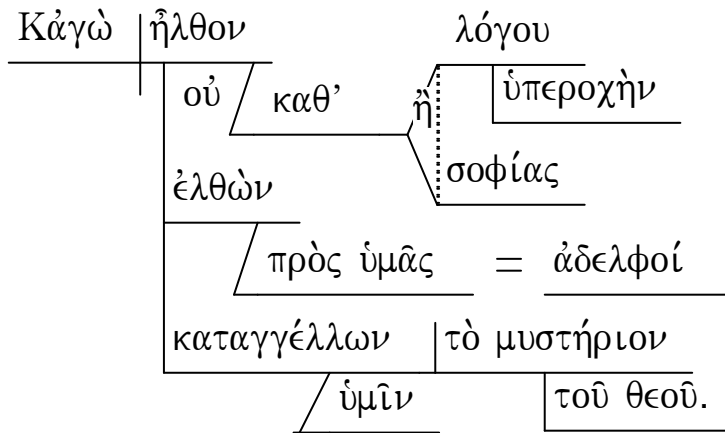 Κἀγὼ ἦλθον λόγου
οὐ καθ’ ἢ ὑπεροχὴν
σοφίας
ἐλθὼν
πρὸς ὑμᾶς = ἀδελφοί
καταγγέλλων τὸ μυστήριον
ὑμῖν τοῦ θεοῦ.